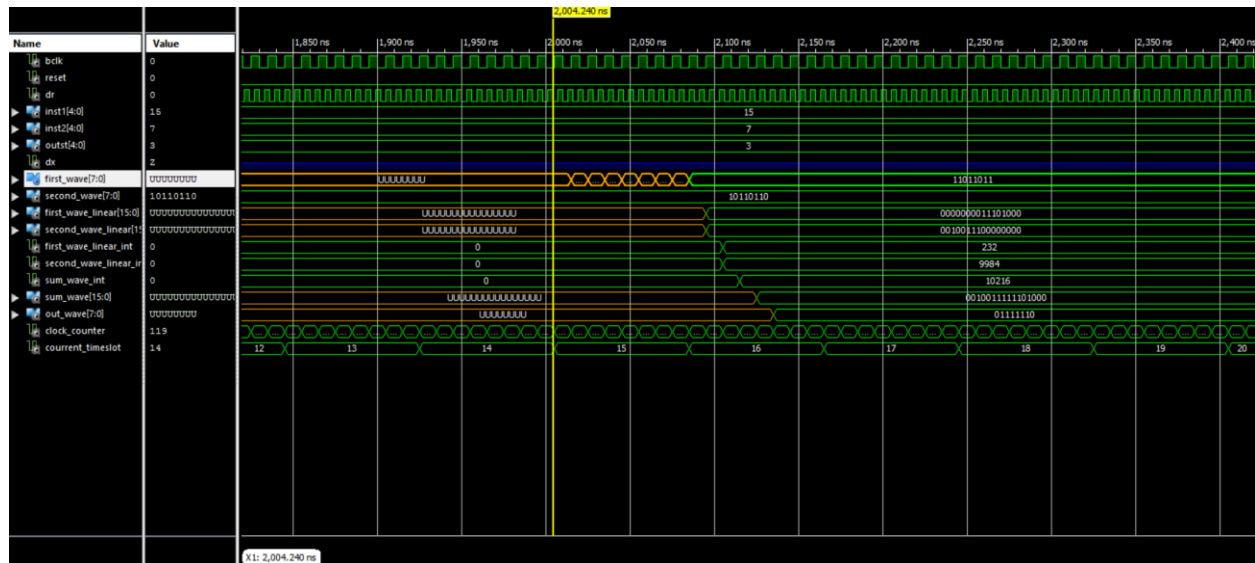 2,004.240 ns
Name Value
1,850 ns 1,900 ns 1,950 ns 2,000 ns 2,050 ns 2,100 ns 2,150 ns 2,200 ns 2,250 ns 2,300 ns 2,350 ns 2,400 ns
bclk 0
reset 0
dr 0
inst1[4:0] 15 15
inst2[4:0] 7 7
outst[4:0] 3 3
dx Z
first_wave[7:0] UUUUUUUU UUUUUUUU ... ... ... ... ... ... ... 11011011
second_wave[7:0] 10110110 10110110
first_wave_linear[15:0] UUUUUUUUUUUUUUU UUUUUUUUUUUUUUUU 0000000011101000
second_wave_linear[15 UUUUUUUUUUUUUUU UUUUUUUUUUUUUUUU 0010011100000000
first_wave_linear_int 0 0 232
second_wave_linear_ir 0 0 9984
sum_wave_int 0 0 10216
sum_wave[15:0] UUUUUUUUUUUUUUU UUUUUUUUUUUUUUUU 0010011111101000
out_wave[7:0] UUUUUUUU UUUUUUUU 01111110
clock_counter 119
courrent_timeslot 14 12 13 14 15 16 17 18 19 20
X1: 2,004.240 ns